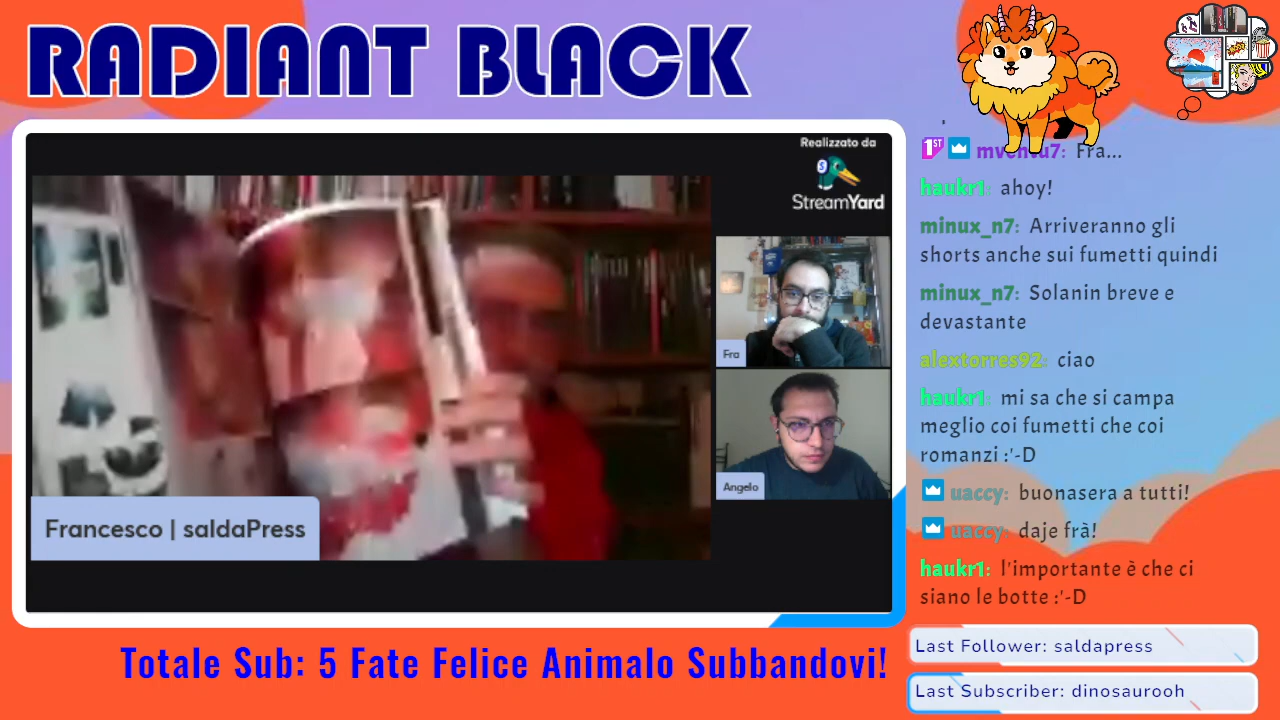 RADIANT BLACK
Realizzato da
StreamYard
Fra
Angelo
Francesco | saldaPress
Totale Sub: 5 Fate Felice Animalo Subbandovi!
1ST mventu7: Fra...
haukr1: ahoy!
minux_n7: Arriveranno gli
shorts anche sui fumetti quindi
minux_n7: Solanin breve e
devastante
alextorres92: ciao
haukr1: mi sa che si campa
meglio coi fumetti che coi
romanzi :'-D
uaccy: buonasera a tutti!
uaccy: daje frà!
haukr1: l'importante è che ci
siano le botte :'-D
Last Follower: saldapress
Last Subscriber: dinosaurooh